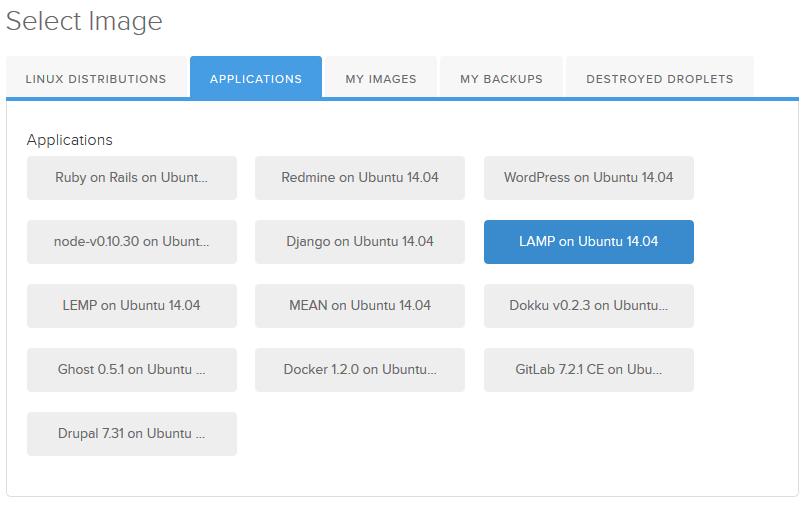 Select Image
LINUX DISTRIBUTIONS APPLICATIONS MY IMAGES MY BACKUPS DESTROYED DROPLETS
Applications
Ruby on Rails on Ubunt... Redmine on Ubuntu 14.04 WordPress on Ubuntu 14.04
node-v0.10.30 on Ubunt... Django on Ubuntu 14.04 LAMP on Ubuntu 14.04
LEMP on Ubuntu 14.04 MEAN on Ubuntu 14.04 Dokku v0.2.3 on Ubuntu...
Ghost 0.5.1 on Ubuntu ... Docker 1.2.0 on Ubuntu... GitLab 7.2.1 CE on Ubu...
Drupal 7.31 on Ubuntu ...